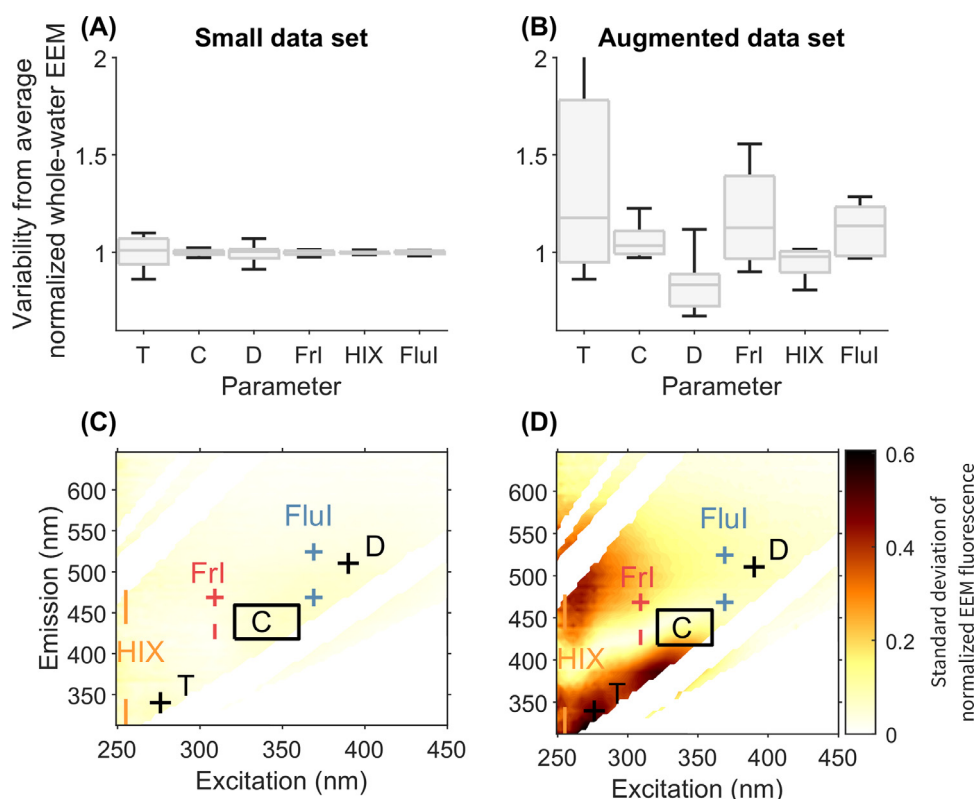 (A)
Small data set
Variability from average
normalized whole-water EEM
2
1.5
1
T C D FrI HIX FluI
Parameter
(B)
Augmented data set
2
1.5
1
T C D FrI HIX FluI
Parameter
(C)
Emission (nm)
600
550
500
450
400
350
FluI
D
FrI
C
HIX
T
250 300 350 400 450
Excitation (nm)
(D)
600
550
500
450
400
350
FluI
D
FrI
C
HIX
T
250 300 350 400 450
Excitation (nm)
0.6
0.4
0.2
0
Standard deviation of
normalized EEM fluorescence